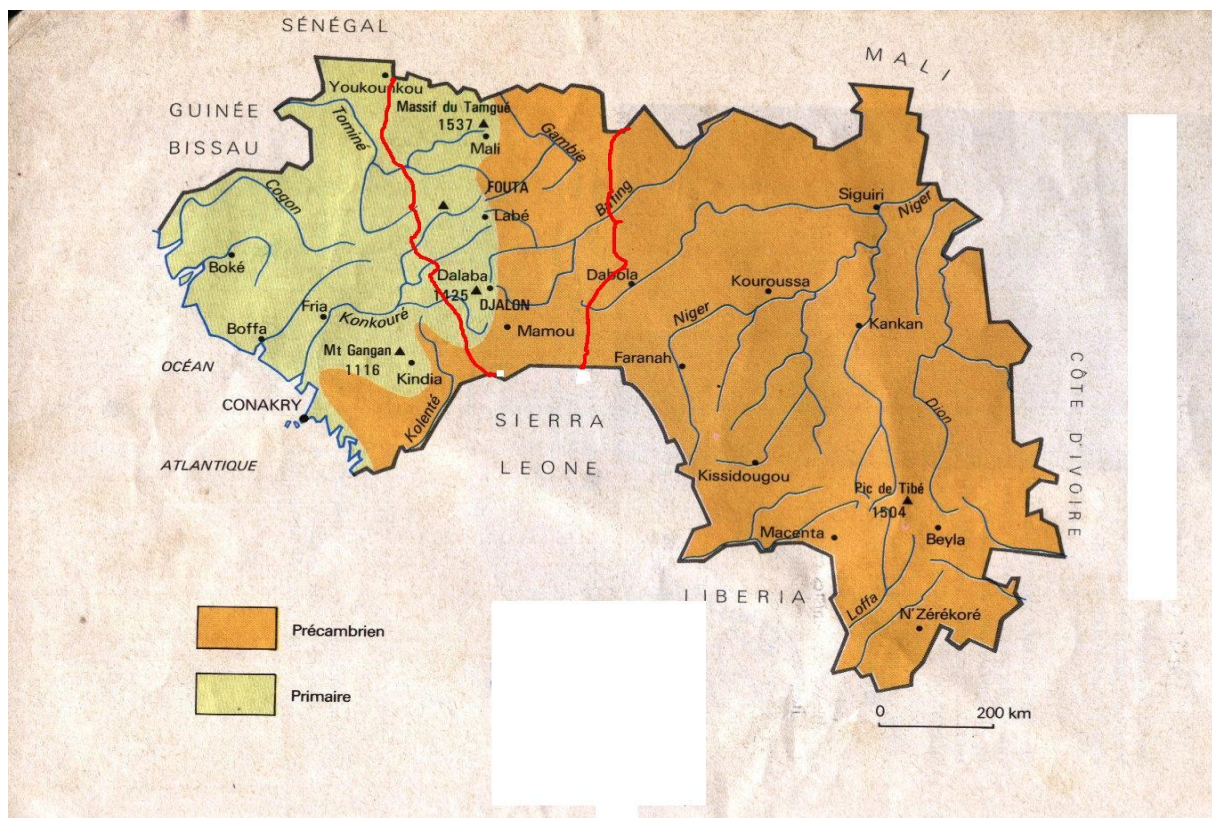 SÉNÉGAL
MALI
Youkounkou
GUINÉE
BISSAU
Massif du Tamgué
1537
Tominé
Mali
Gambie
FOUTA
Cogon
Labé
Bafing
Siguiri
Niger
Boké
Dalaba
1425
DJALON
Dabola
Kouroussa
Fria
Konkouré
Niger
Boffa
Mamou
Kankan
Mt Gangan
1116
Kindia
Faranah
OCÉAN
CÔTE D'IVOIRE
CONAKRY
Kolenté
SIERRA
LEONE
Dion
ATLANTIQUE
Kissidougou
Pic de Tibé
1504
Macenta
Beyla
LIBERIA
Loffa
N'Zérékoré
Précambrien
Primaire
0 200 km